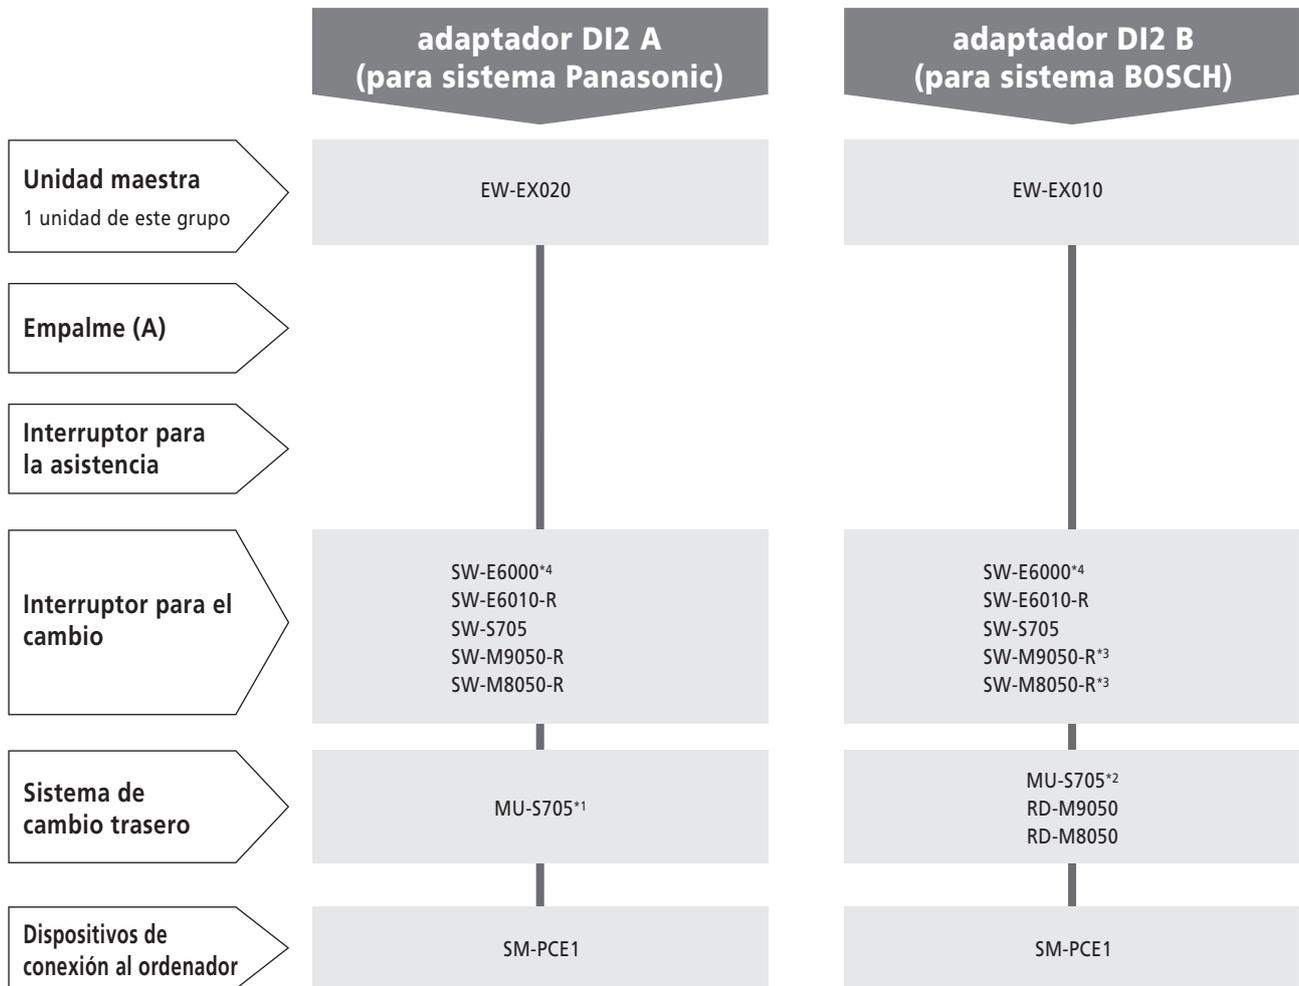 adaptador DI2 A
(para sistema Panasonic)
adaptador DI2 B
(para sistema BOSCH)
Unidad maestra
1 unidad de este grupo
EW-EX020
EW-EX010
Empalme (A)
Interruptor para
la asistencia
Interruptor para el
cambio
SW-E6000*4
SW-E6010-R
SW-S705
SW-M9050-R
SW-M8050-R
SW-E6000*4
SW-E6010-R
SW-S705
SW-M9050-R*3
SW-M8050-R*3
Sistema de
cambio trasero
MU-S705*1
MU-S705*2
RD-M9050
RD-M8050
Dispositivos de
conexión al ordenador
SM-PCE1
SM-PCE1